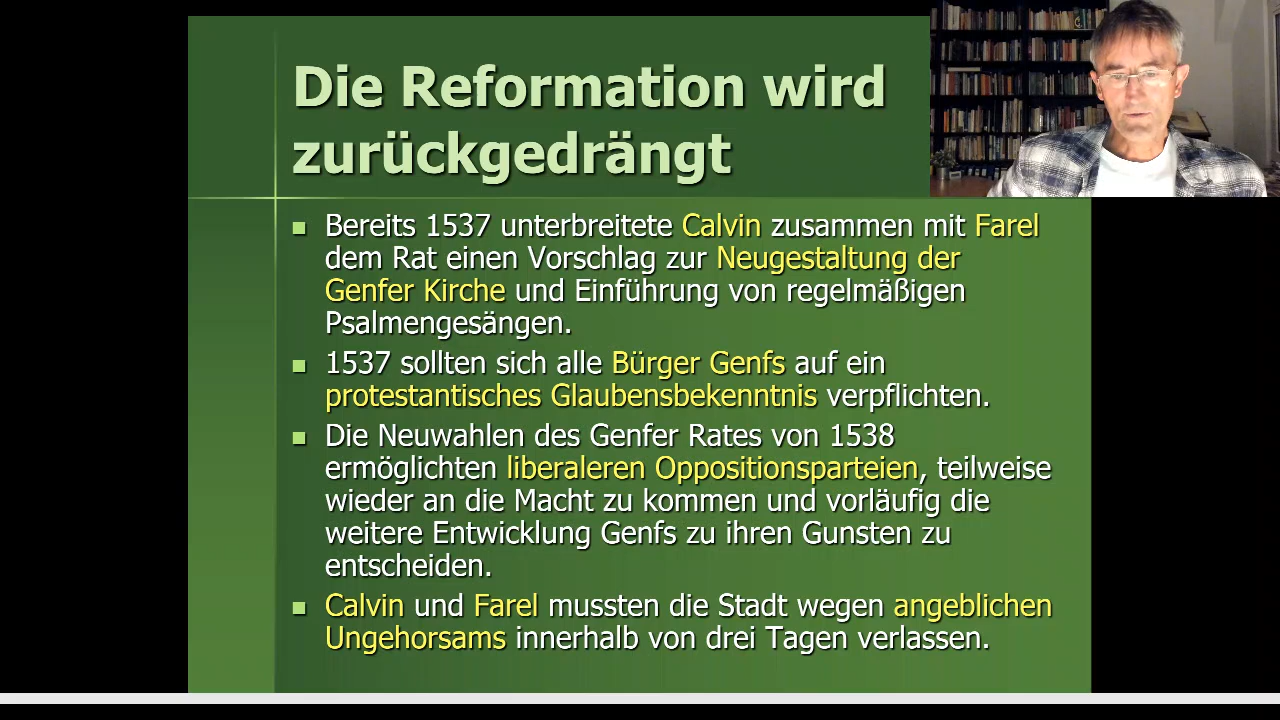 Die Reformation wird
zurückgedrängt
Bereits 1537 unterbreitete Calvin zusammen mit Farel
dem Rat einen Vorschlag zur Neugestaltung der
Genfer Kirche und Einführung von regelmäßigen
Psalmengesängen.
1537 sollten sich alle Bürger Genfs auf ein
protestantisches Glaubensbekenntnis verpflichten.
Die Neuwahlen des Genfer Rates von 1538
ermöglichten liberaleren Oppositionsparteien, teilweise
wieder an die Macht zu kommen und vorläufig die
weitere Entwicklung Genfs zu ihren Gunsten zu
entscheiden.
Calvin und Farel mussten die Stadt wegen angeblichen
Ungehorsams innerhalb von drei Tagen verlassen.